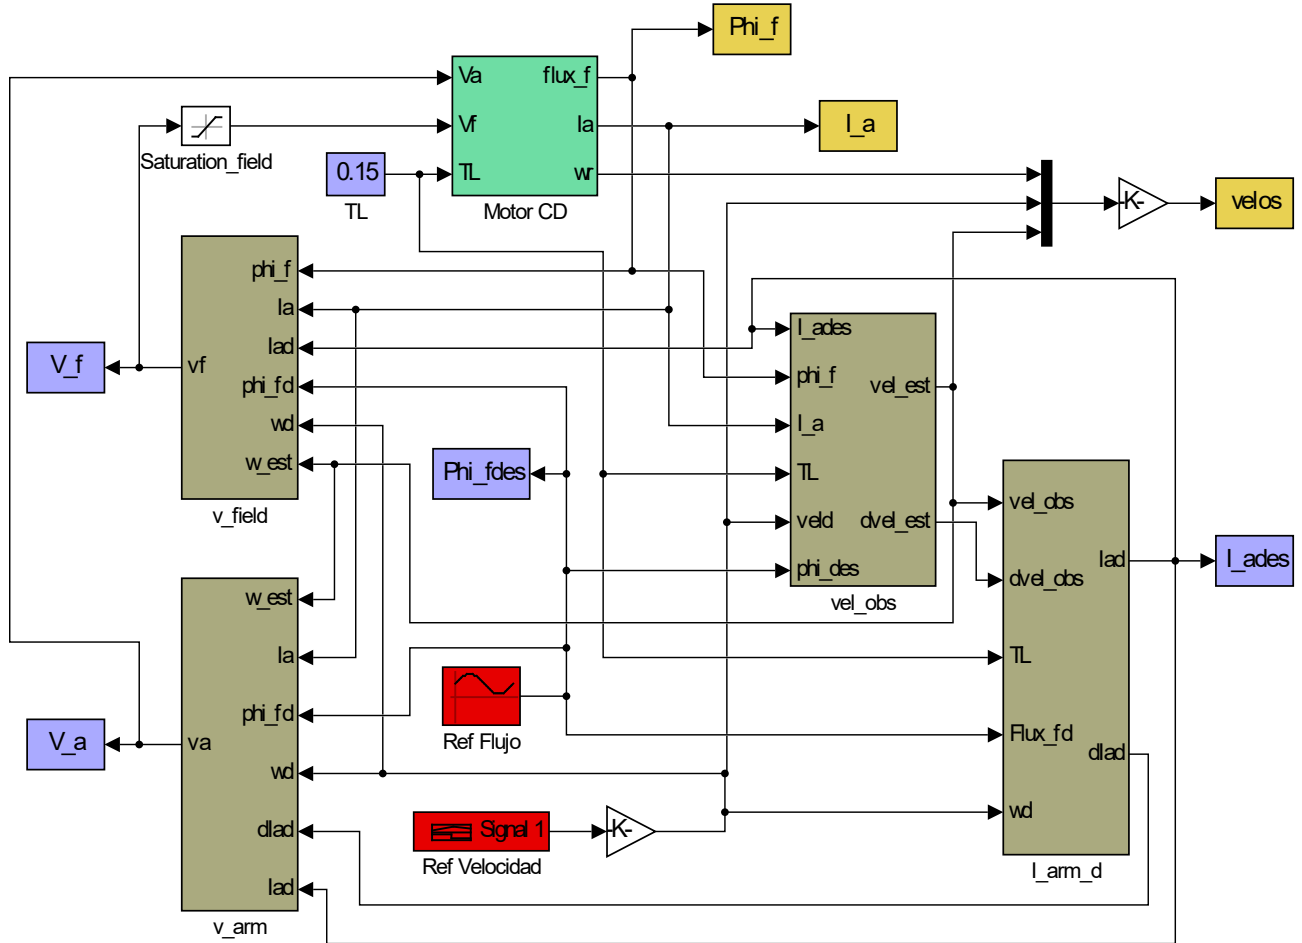 Phi_f
Va
flux_f
Vf
Ia
I_a
Saturation_field
0.15
TL
wr
TL
Motor CD
-K-
velos
phi_f
Ia
Iad
phi_fd
wd
w_est
vf
V_f
v_field
I_ades
phi_f
I_a
TL
veld
phi_des
vel_est
dvel_est
vel_obs
Phi_fdes
vel_obs
dvel_obs
TL
Flux_fd
wd
Iad
dIad
I_arm_d
I_ades
w_est
Ia
phi_fd
wd
dIad
Iad
va
V_a
v_arm
Ref Flujo
Signal 1
-K-
Ref Velocidad